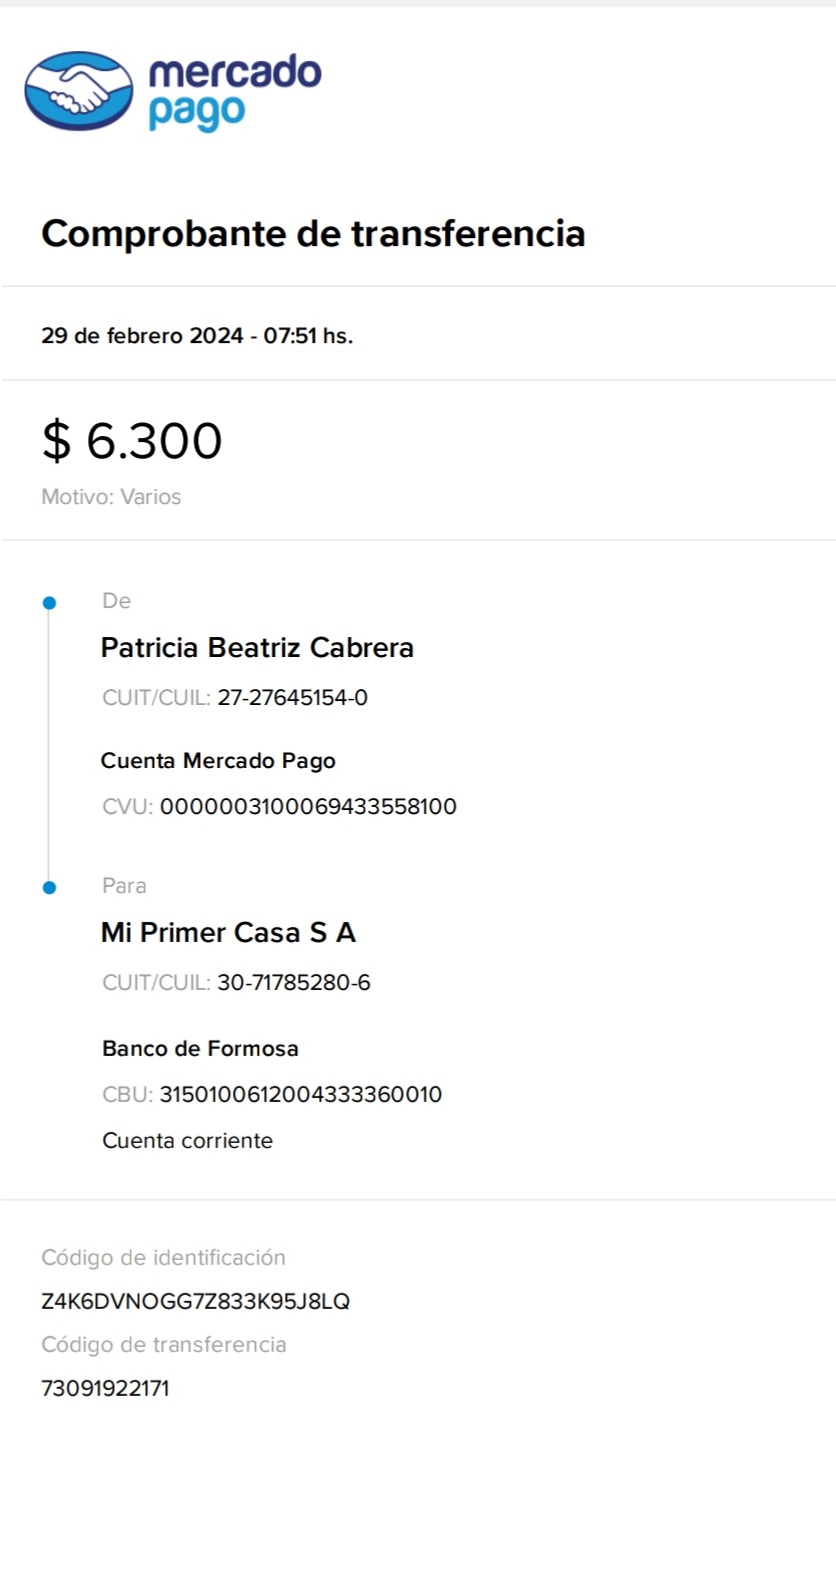 mercado
pago
Comprobante de transferencia
29 de febrero 2024 - 07:51 hs.
$ 6.300
Motivo: Varios
De
Patricia Beatriz Cabrera
CUIT/CUIL: 27-27645154-0
Cuenta Mercado Pago
CVU: 0000003100069433558100
Para
Mi Primer Casa S A
CUIT/CUIL: 30-71785280-6
Banco de Formosa
CBU: 3150100612004333360010
Cuenta corriente
Código de identificación
Z4K6DVNOGG7Z833K95J8LQ
Código de transferencia
73091922171